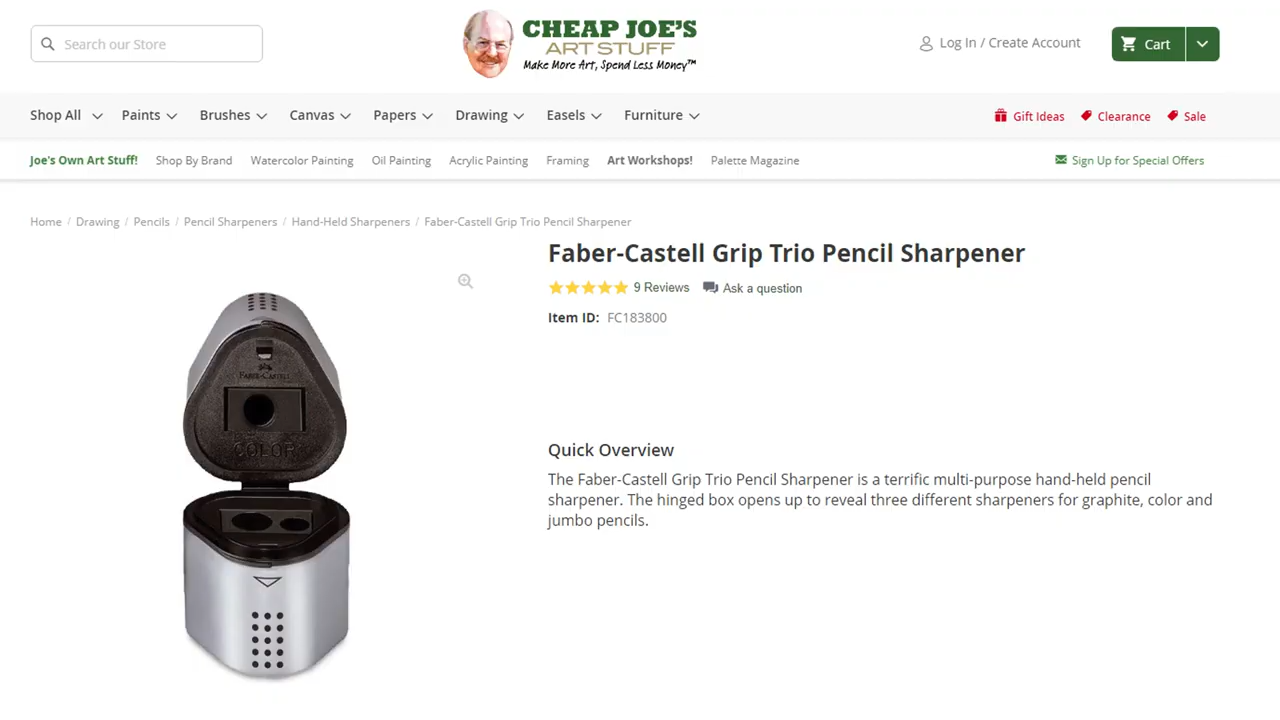 Search our Store
CHEAP JOE'S
ART STUFF
Make More Art, Spend Less Money™
Log In / Create Account
Cart
Shop All
Paints
Brushes
Canvas
Papers
Drawing
Easels
Furniture
Gift Ideas
Clearance
Sale
Joe's Own Art Stuff!
Shop By Brand
Watercolor Painting
Oil Painting
Acrylic Painting
Framing
Art Workshops!
Palette Magazine
Sign Up for Special Offers
Home / Drawing / Pencils / Pencil Sharpeners / Hand-Held Sharpeners / Faber-Castell Grip Trio Pencil Sharpener
Faber-Castell Grip Trio Pencil Sharpener
9 Reviews
Ask a question
Item ID: FC183800
FABER-CASTELL
COLOR
Quick Overview
The Faber-Castell Grip Trio Pencil Sharpener is a terrific multi-purpose hand-held pencil
sharpener. The hinged box opens up to reveal three different sharpeners for graphite, color and
jumbo pencils.